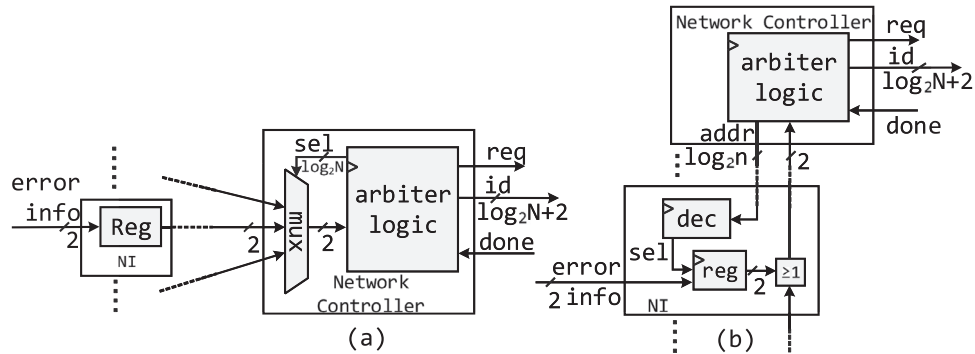 error
info
2
Reg
NI
2
mux
sel
log₂N
2
arbiter
logic
req
id
log₂N+2
done
Network
Controller
(a)
Network Controller
arbiter
logic
req
id
log₂N+2
done
addr
log₂n
2
dec
sel
error
2 info
reg
2
≥1
NI
(b)